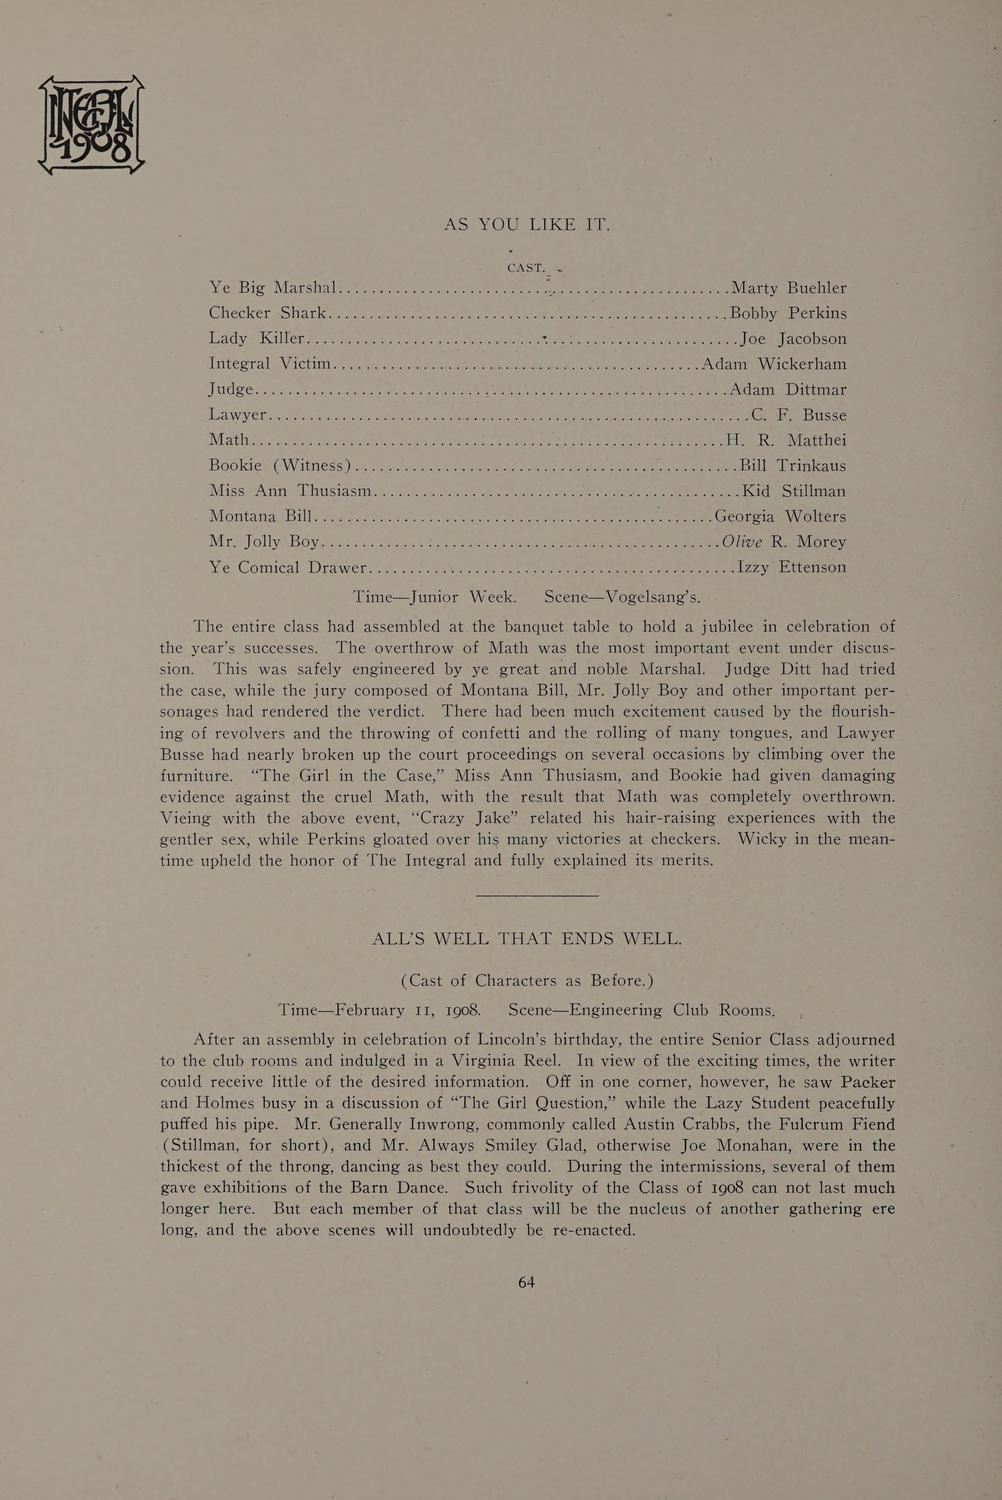 INTEGRAL
1908
AS YOU LIKE IT.
CAST.
Ye Big Marshal............Marty Buehler
Checker Shark............Bobby Perkins
Lady Killer............Joe Jacobson
Integral Victim............Adam Wickerham
Judge............Adam Dittmar
Lawyer............C. F. Busse
Math............H. R. Matthei
Bookie (Witness)............Bill Trinkaus
Miss Ann Thusiasm............Kid Stillman
Montana Bill............Georgia Wolters
Mr. Jolly Boy............Olive R. Morey
Ye Comical Drawer............Izzy Ettenson
Time—Junior Week. Scene—Vogelsang's.
The entire class had assembled at the banquet table to hold a jubilee in celebration of
the year's successes. The overthrow of Math was the most important event under discus-
sion. This was safely engineered by ye great and noble Marshal. Judge Ditt had tried
the case, while the jury composed of Montana Bill, Mr. Jolly Boy and other important per-
sonages had rendered the verdict. There had been much excitement caused by the flourish-
ing of revolvers and the throwing of confetti and the rolling of many tongues, and Lawyer
Busse had nearly broken up the court proceedings on several occasions by climbing over the
furniture. “The Girl in the Case,” Miss Ann Thusiasm, and Bookie had given damaging
evidence against the cruel Math, with the result that Math was completely overthrown.
Vieing with the above event, “Crazy Jake” related his hair-raising experiences with the
gentler sex, while Perkins gloated over his many victories at checkers. Wicky in the mean-
time upheld the honor of The Integral and fully explained its merits.
ALL'S WELL THAT ENDS WELL.
(Cast of Characters as Before.)
Time—February 11, 1908. Scene—Engineering Club Rooms.
After an assembly in celebration of Lincoln's birthday, the entire Senior Class adjourned
to the club rooms and indulged in a Virginia Reel. In view of the exciting times, the writer
could receive little of the desired information. Off in one corner, however, he saw Packer
and Holmes busy in a discussion of “The Girl Question,” while the Lazy Student peacefully
puffed his pipe. Mr. Generally Inwrong, commonly called Austin Crabbs, the Fulcrum Fiend
(Stillman, for short), and Mr. Always Smiley Glad, otherwise Joe Monahan, were in the
thickest of the throng, dancing as best they could. During the intermissions, several of them
gave exhibitions of the Barn Dance. Such frivolity of the Class of 1908 can not last much
longer here. But each member of that class will be the nucleus of another gathering ere
long, and the above scenes will undoubtedly be re-enacted.
64